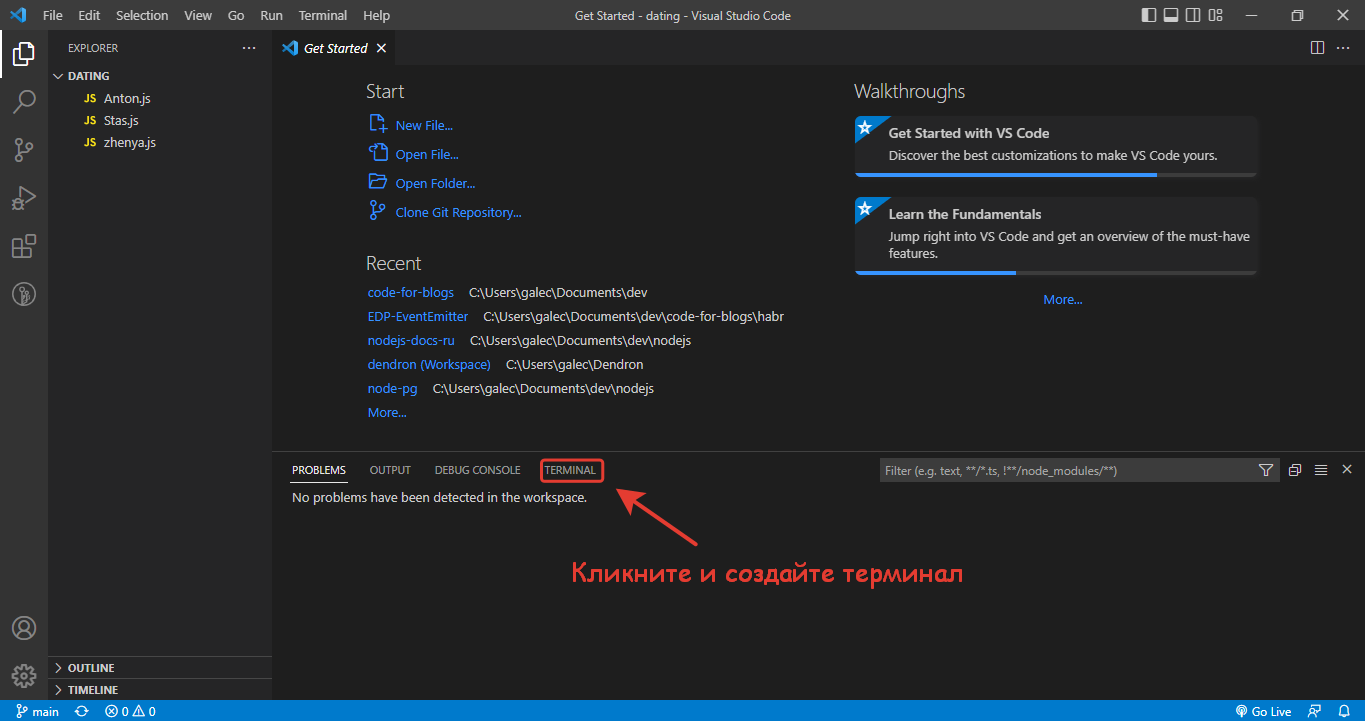 File Edit Selection View Go Run Terminal Help
Get Started - dating - Visual Studio Code
EXPLORER
DATING
JS Anton.js
JS Stas.js
JS zhenya.js
OUTLINE
TIMELINE
Get Started
Start
New File...
Open File...
Open Folder...
Clone Git Repository...
Recent
code-for-blogs C:\Users\galec\Documents\dev
EDP-EventEmitter C:\Users\galec\Documents\dev\code-for-blogs\habr
nodejs-docs-ru C:\Users\galec\Documents\dev\nodejs
dendron (Workspace) C:\Users\galec\Dendron
node-pg C:\Users\galec\Documents\dev\nodejs
More...
Walkthroughs
Get Started with VS Code
Discover the best customizations to make VS Code yours.
Learn the Fundamentals
Jump right into VS Code and get an overview of the must-have
features.
More...
PROBLEMS OUTPUT DEBUG CONSOLE TERMINAL
Filter (e.g. text, **/*.ts, !**/node_modules/**)
No problems have been detected in the workspace.
Кликните и создайте терминал
main 0 0 Go Live